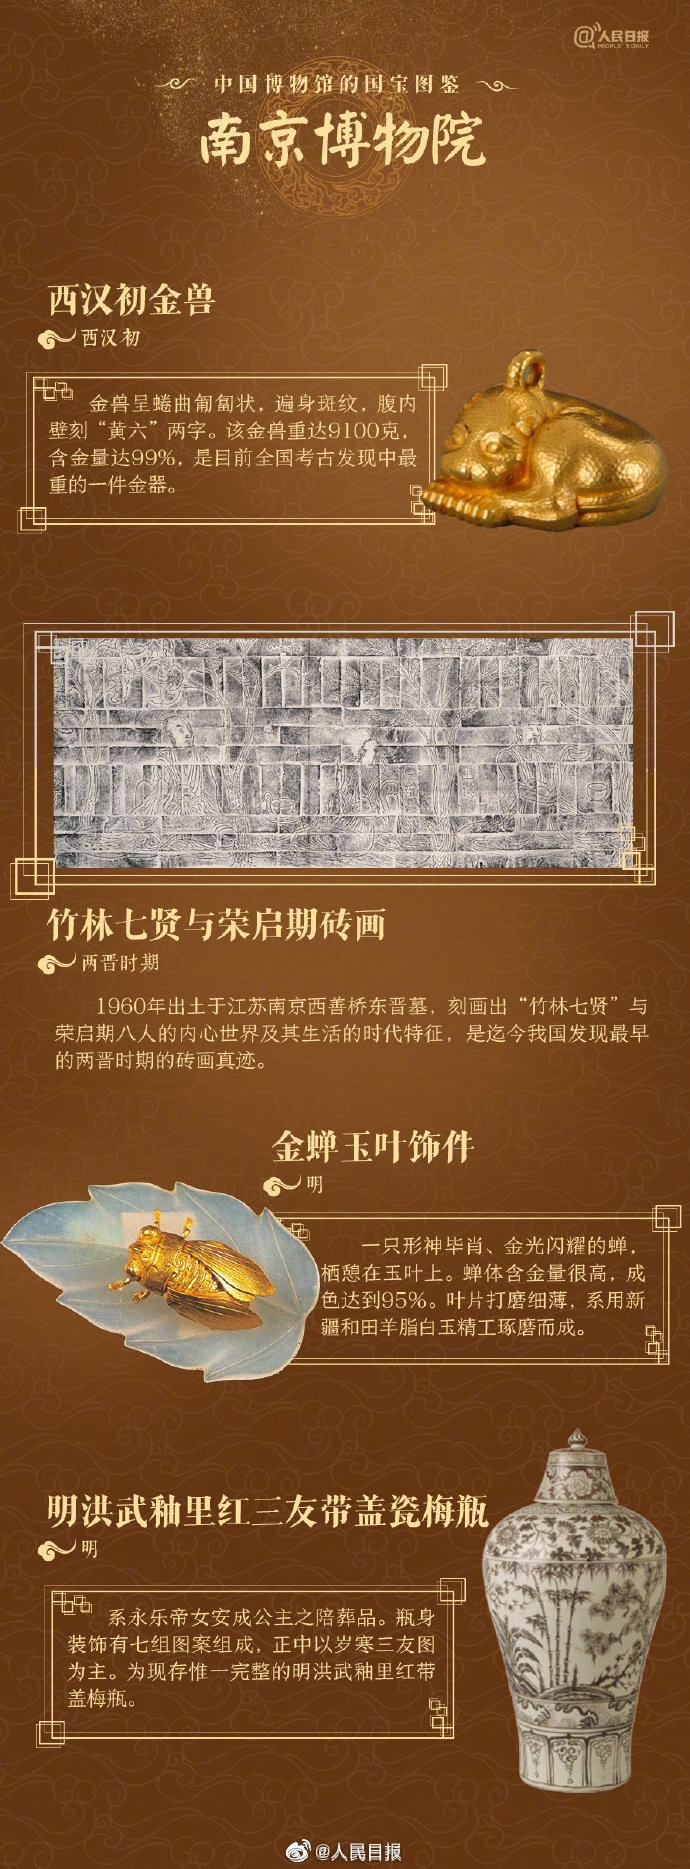 @人民日报
PEOPLE'S DAILY
中国博物馆的国宝图鉴
南京博物院
西汉初金兽
西汉初
金兽呈蜷曲匍匐状，遍身斑纹，腹内
壁刻“黄六”两字。该金兽重达9100克，
含金量达99%，是目前全国考古发现中最
重的一件金器。
竹林七贤与荣启期砖画
两晋时期
1960年出土于江苏南京西善桥东晋墓，刻画出“竹林七贤”与
荣启期八人的内心世界及其生活的时代特征，是迄今我国发现最早
的两晋时期的砖画真迹。
金蝉玉叶饰件
明
一只形神毕肖、金光闪耀的蝉，
栖憩在玉叶上。蝉体含金量很高，成
色达到95%。叶片打磨细薄，系用新
疆和田羊脂白玉精工琢磨而成。
明洪武釉里红三友带盖瓷梅瓶
明
系永乐帝女安成公主之陪葬品。瓶身
装饰有七组图案组成，正中以岁寒三友图
为主。为现存惟一完整的明洪武釉里红带
盖梅瓶。
@人民日报